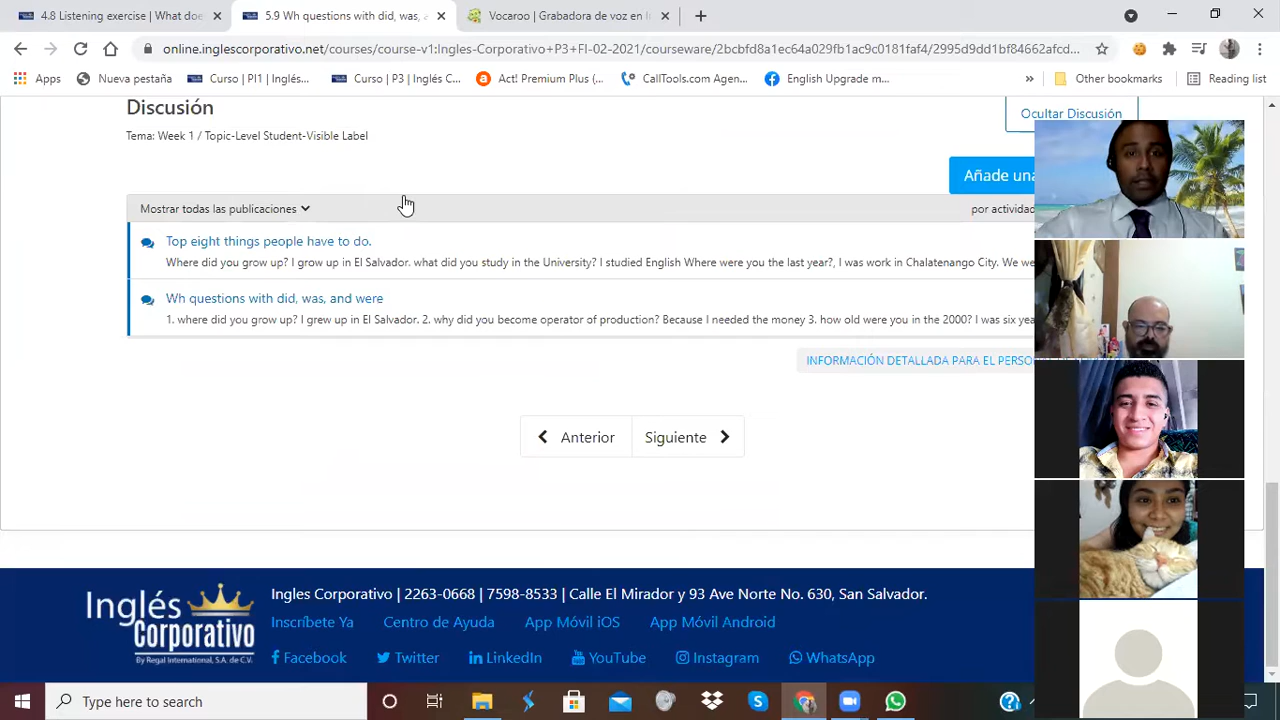 4.8 Listening exercise | What doe
5.9 Wh questions with did, was, a
Vocaroo | Grabadora de voz en l
online.inglescorporativo.net/courses/course-v1:Ingles-Corporativo+P3+FI-02-2021/courseware/2bcbfd8a1ec64a029fb1ac9c0181faf4/2995d9dd1bf84662afcd...
Apps
Nueva pestaña
Curso | PI1 | Inglés...
Curso | P3 | Inglés C...
Act! Premium Plus (...
CallTools.com Agen...
English Upgrade m...
»
Other bookmarks
Reading list
Discusión
Ocultar Discusión
Tema: Week 1 / Topic-Level Student-Visible Label
Añade una
Mostrar todas las publicaciones
por actividad
Top eight things people have to do.
Where did you grow up? I grow up in El Salvador. what did you study in the University? I studied English Where were you the last year?, I was work in Chalatenango City. We we
Wh questions with did, was, and were
1. where did you grow up? I grew up in El Salvador. 2. why did you become operator of production? Because I needed the money 3. how old were you in the 2000? I was six yea
INFORMACIÓN DETALLADA PARA EL PERSO
Anterior
Siguiente
Inglés Corporativo
By Regal International, S.A. de C.V.
Ingles Corporativo | 2263-0668 | 7598-8533 | Calle El Mirador y 93 Ave Norte No. 630, San Salvador.
Inscríbete Ya
Centro de Ayuda
App Móvil iOS
App Móvil Android
Facebook
Twitter
LinkedIn
YouTube
Instagram
WhatsApp
Type here to search